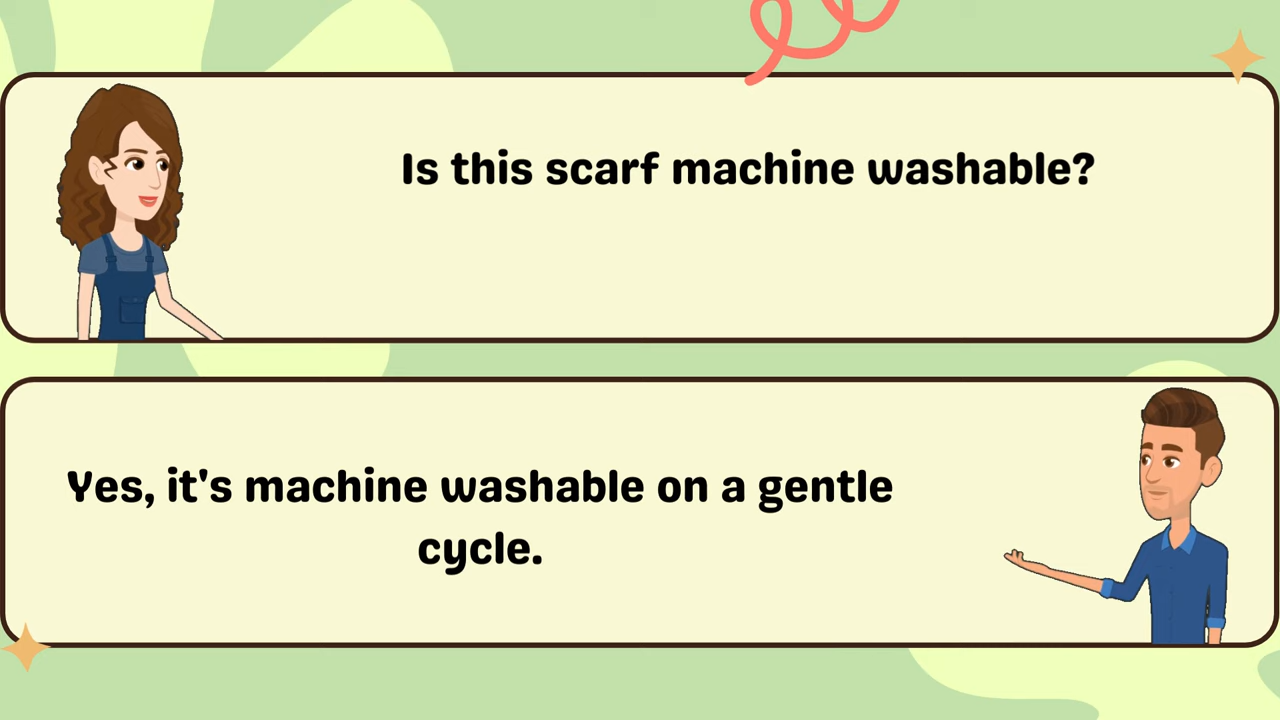 Is this scarf machine washable?
Yes, it's machine washable on a gentle
cycle.